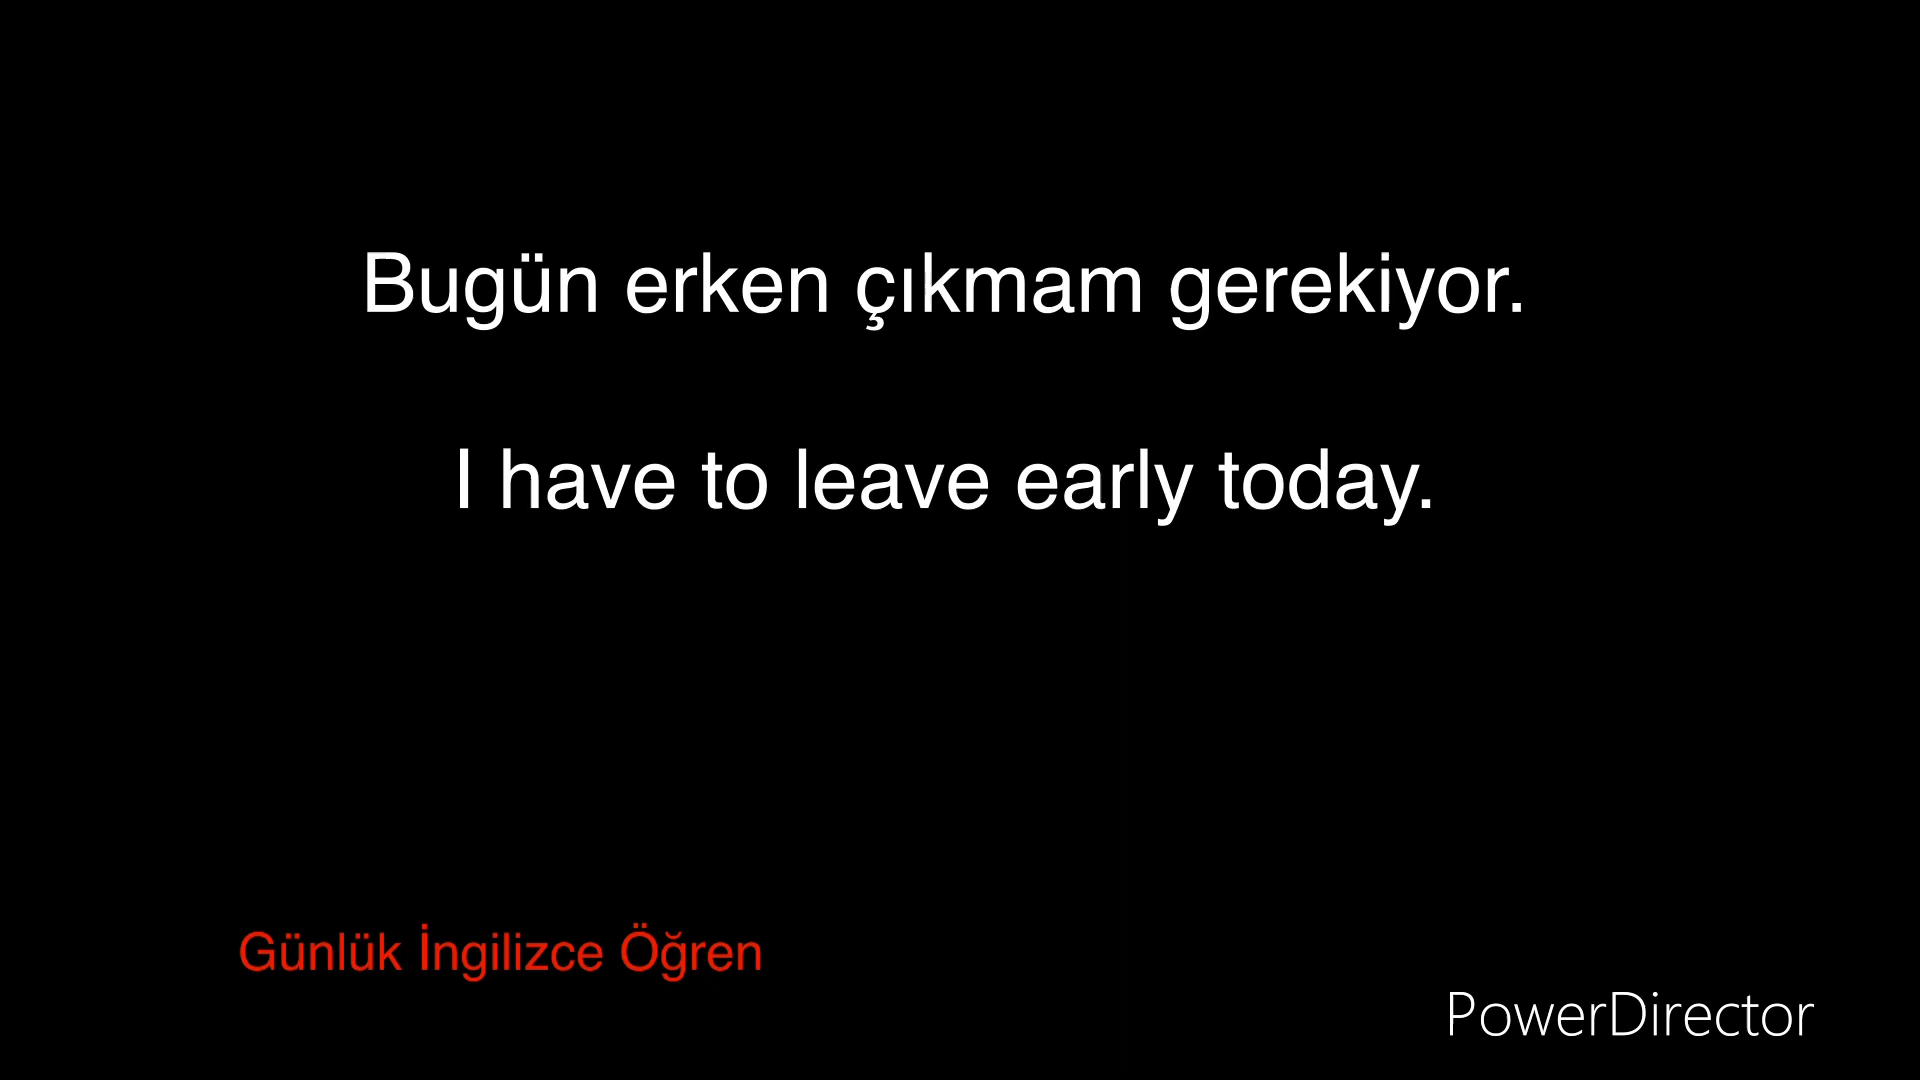 Bugün erken çıkmam gerekiyor.
I have to leave early today.
Günlük İngilizce Öğren
PowerDirector